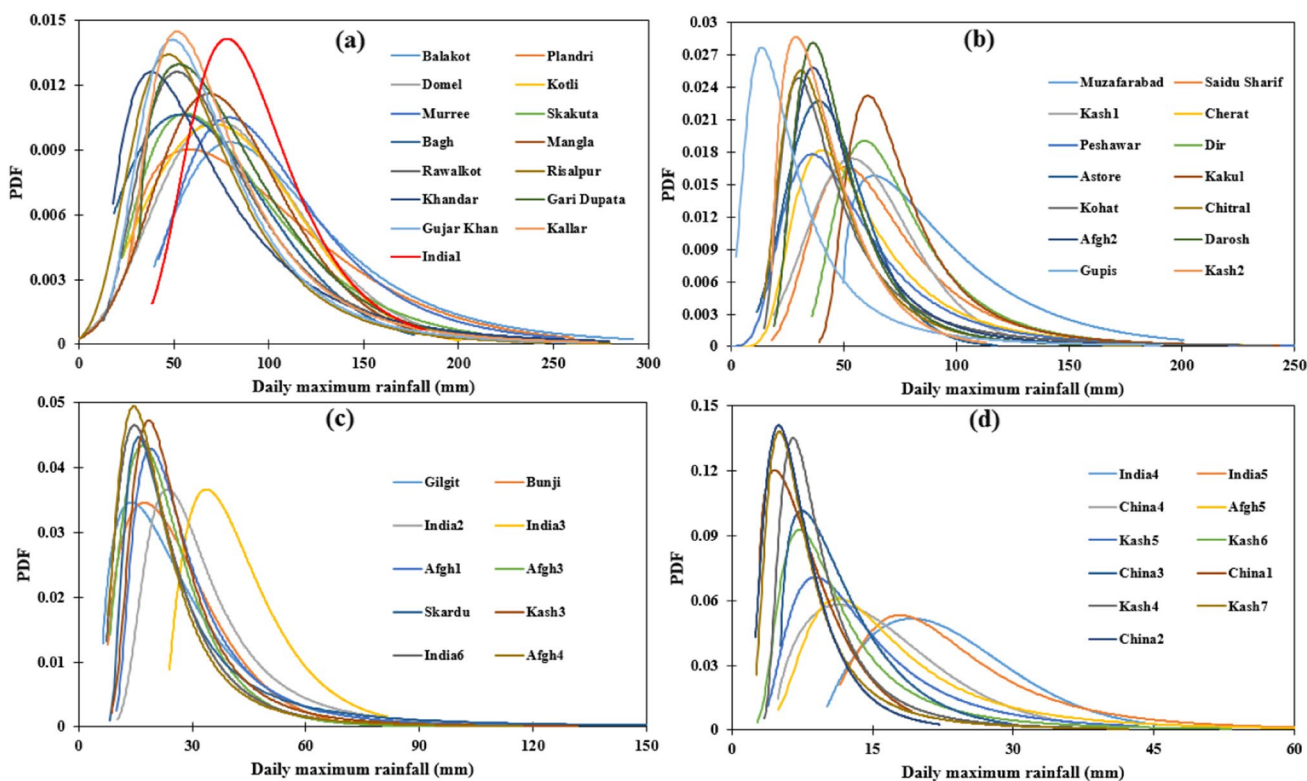 (a)
PDF
0.015
0.012
0.009
0.006
0.003
0
Balakot Plandri
Domel Kotli
Murree Skakuta
Bagh Mangla
Rawalkot Risalpur
Khandar Gari Dupata
Gujar Khan Kallar
India1
0 50 100 150 200 250 300
Daily maximum rainfall (mm)
(b)
PDF
0.03
0.027
0.024
0.021
0.018
0.015
0.012
0.009
0.006
0.003
0
Muzafarabad Saidu Sharif
Kash1 Cherat
Peshawar Dir
Astore Kakul
Kohat Chitral
Afgh2 Darosh
Gupis Kash2
0 50 100 150 200 250
Daily maximum rainfall (mm)
(c)
PDF
0.05
0.04
0.03
0.02
0.01
0
Gilgit Bunji
India2 India3
Afgh1 Afgh3
Skardu Kash3
India6 Afgh4
0 30 60 90 120 150
Daily maximum rainfall (mm)
(d)
PDF
0.15
0.12
0.09
0.06
0.03
0
India4 India5
China4 Afgh5
Kash5 Kash6
China3 China1
Kash4 Kash7
China2
0 15 30 45 60
Daily maximum rainfall (mm)